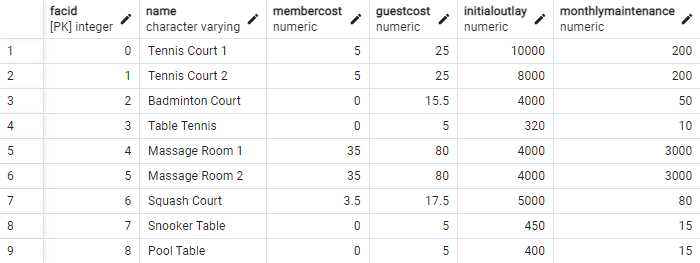 facid name membercost guestcost initialoutlay monthlymaintenance
[PK] integer character varying numeric numeric numeric numeric
1 0 Tennis Court 1 5 25 10000 200
2 1 Tennis Court 2 5 25 8000 200
3 2 Badminton Court 0 15.5 4000 50
4 3 Table Tennis 0 5 320 10
5 4 Massage Room 1 35 80 4000 3000
6 5 Massage Room 2 35 80 4000 3000
7 6 Squash Court 3.5 17.5 5000 80
8 7 Snooker Table 0 5 450 15
9 8 Pool Table 0 5 400 15